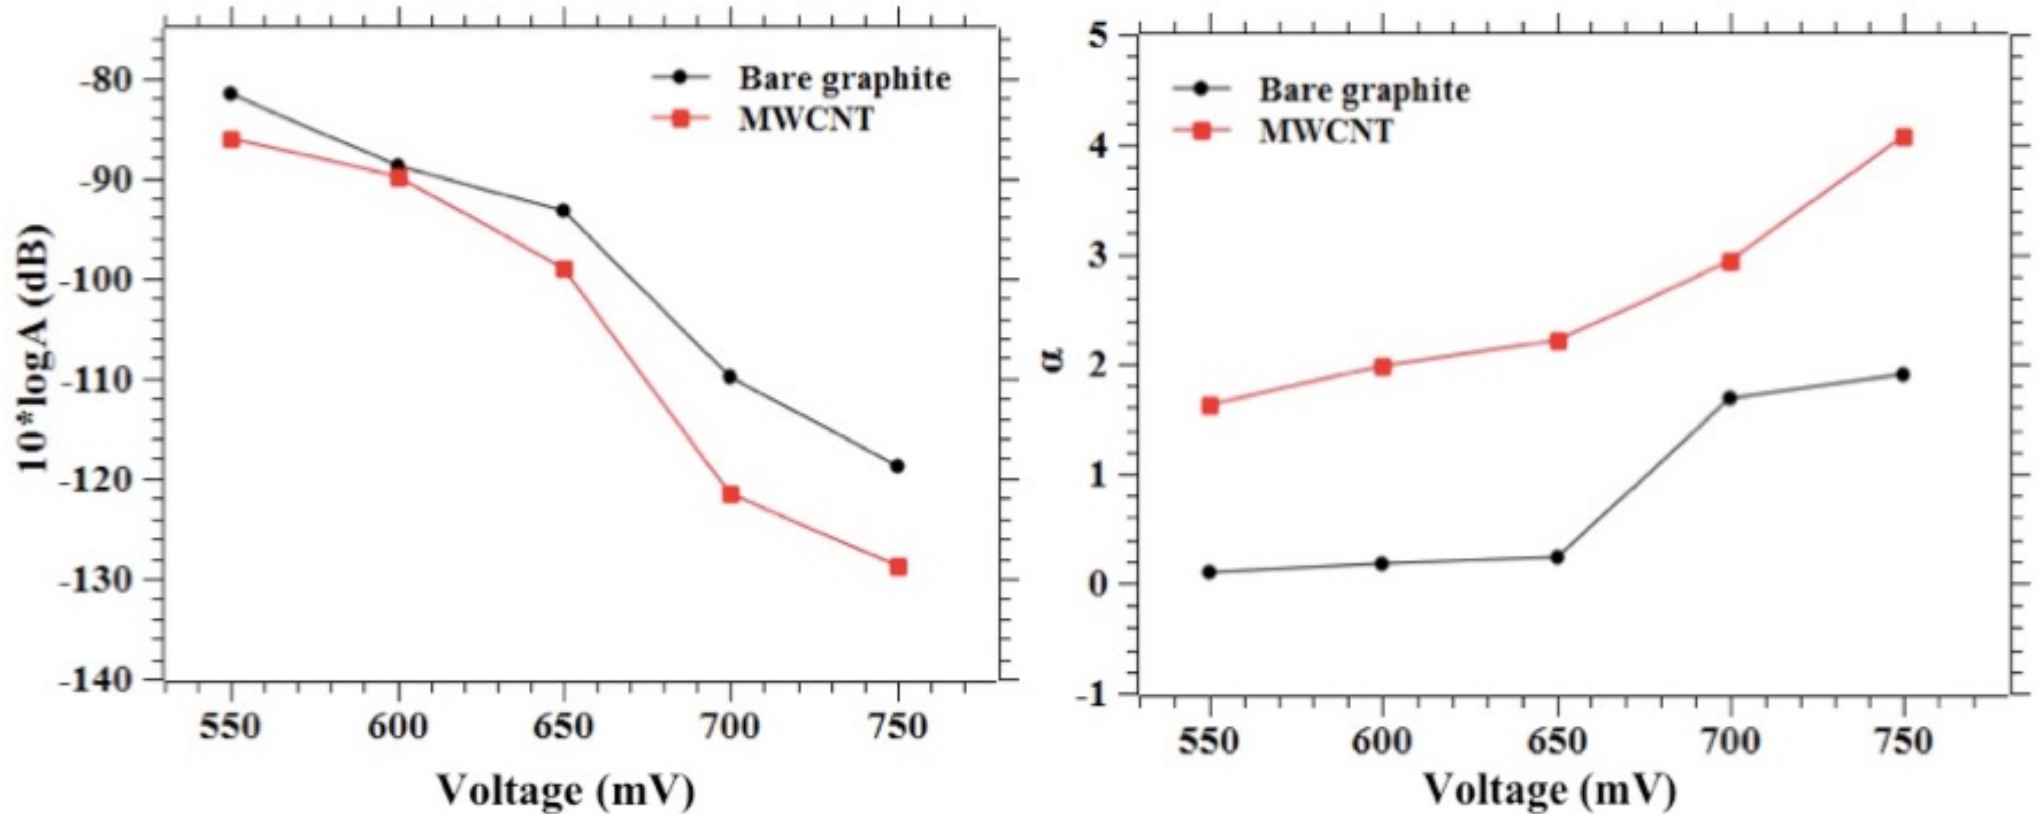 Bare graphite
MWCNT
10*logA (dB)
-80
-90
-100
-110
-120
-130
-140
550 600 650 700 750
Voltage (mV)
Bare graphite
MWCNT
α
5
4
3
2
1
0
-1
550 600 650 700 750
Voltage (mV)